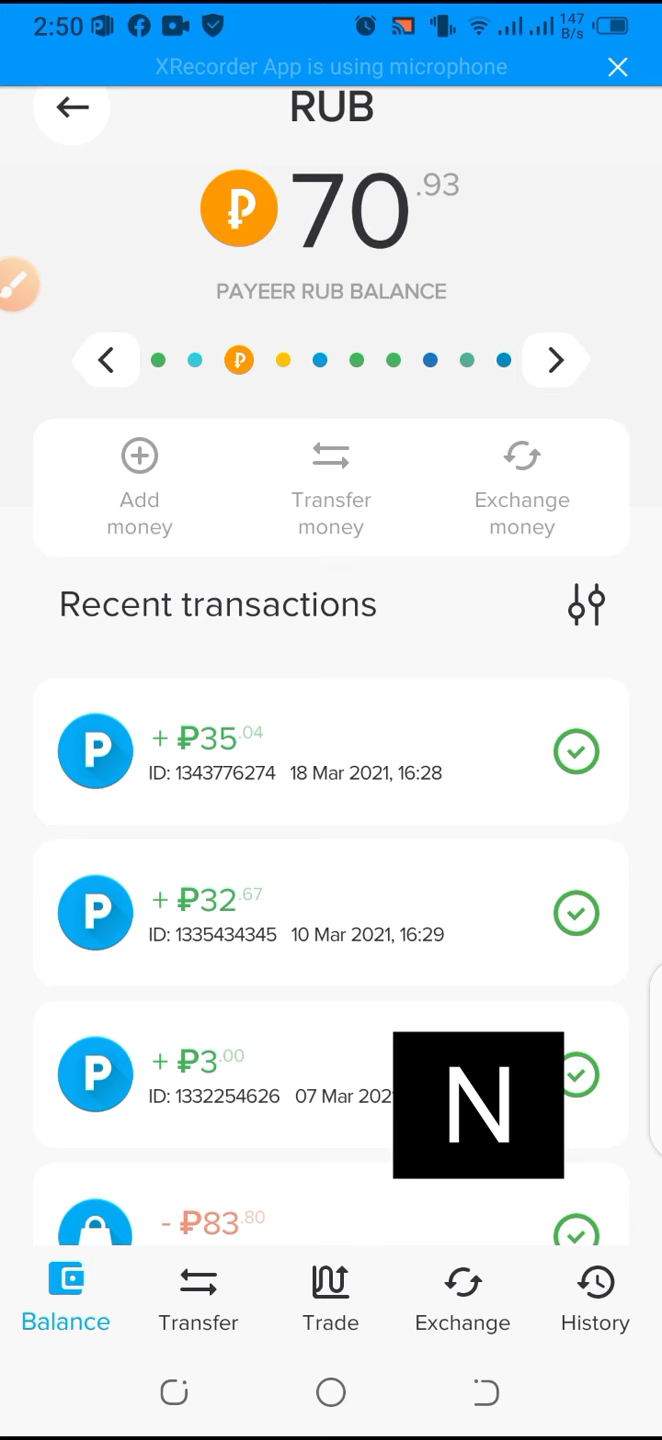 2:50
147
B/s
XRecorder App is using microphone
RUB
70.93
PAYEER RUB BALANCE
Add
money
Transfer
money
Exchange
money
Recent transactions
+ ₽35.04
ID: 1343776274 18 Mar 2021, 16:28
+ ₽32.67
ID: 1335434345 10 Mar 2021, 16:29
+ ₽3.00
ID: 1332254626 07 Mar 202
N
- ₽83.80
Balance
Transfer
Trade
Exchange
History